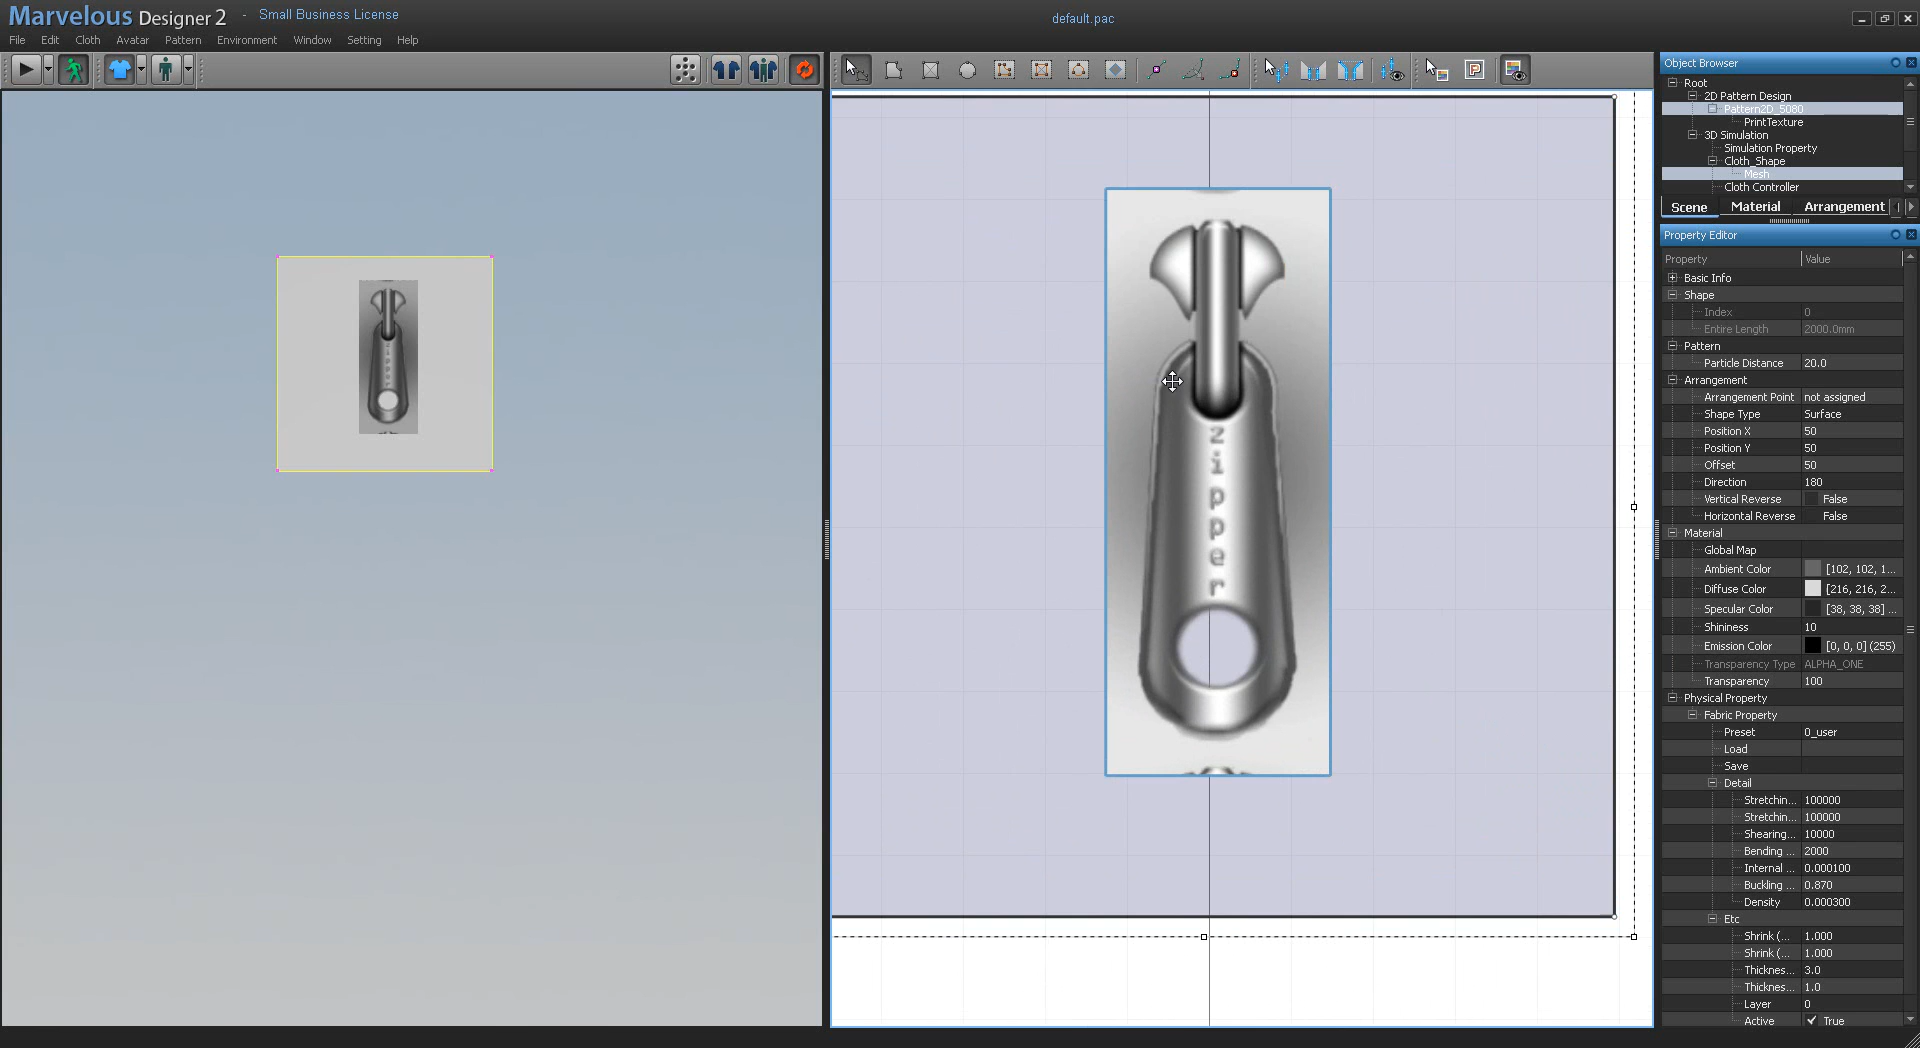 Marvelous Designer 2 - Small Business License
default.pac
File Edit Cloth Avatar Pattern Environment Window Setting Help
Object Browser
Root
2D Pattern Design
Pattern2D_5080
PrintTexture
3D Simulation
Simulation Property
Cloth_Shape
Mesh
Cloth Controller
Scene Material Arrangement
Property Editor
Property Value
Basic Info
Shape
Index 0
Entire Length 2000.0mm
Pattern
Particle Distance 20.0
Arrangement
Arrangement Point not assigned
Shape Type Surface
Position X 50
Position Y 50
Offset 50
Direction 180
Vertical Reverse False
Horizontal Reverse False
Material
Global Map
Ambient Color [102, 102, 1...
Diffuse Color [216, 216, 2...
Specular Color [38, 38, 38] ...
Shininess 10
Emission Color [0, 0, 0] (255)
Transparency Type ALPHA_ONE
Transparency 100
Physical Property
Fabric Property
Preset 0_user
Load
Save
Detail
Stretchin... 100000
Stretchin... 100000
Shearing... 10000
Bending ... 2000
Internal ... 0.000100
Buckling ... 0.870
Density 0.000300
Etc
Shrink (... 1.000
Shrink (... 1.000
Thicknes... 3.0
Thicknes... 1.0
Layer 0
Active True
zipper
zipper
P